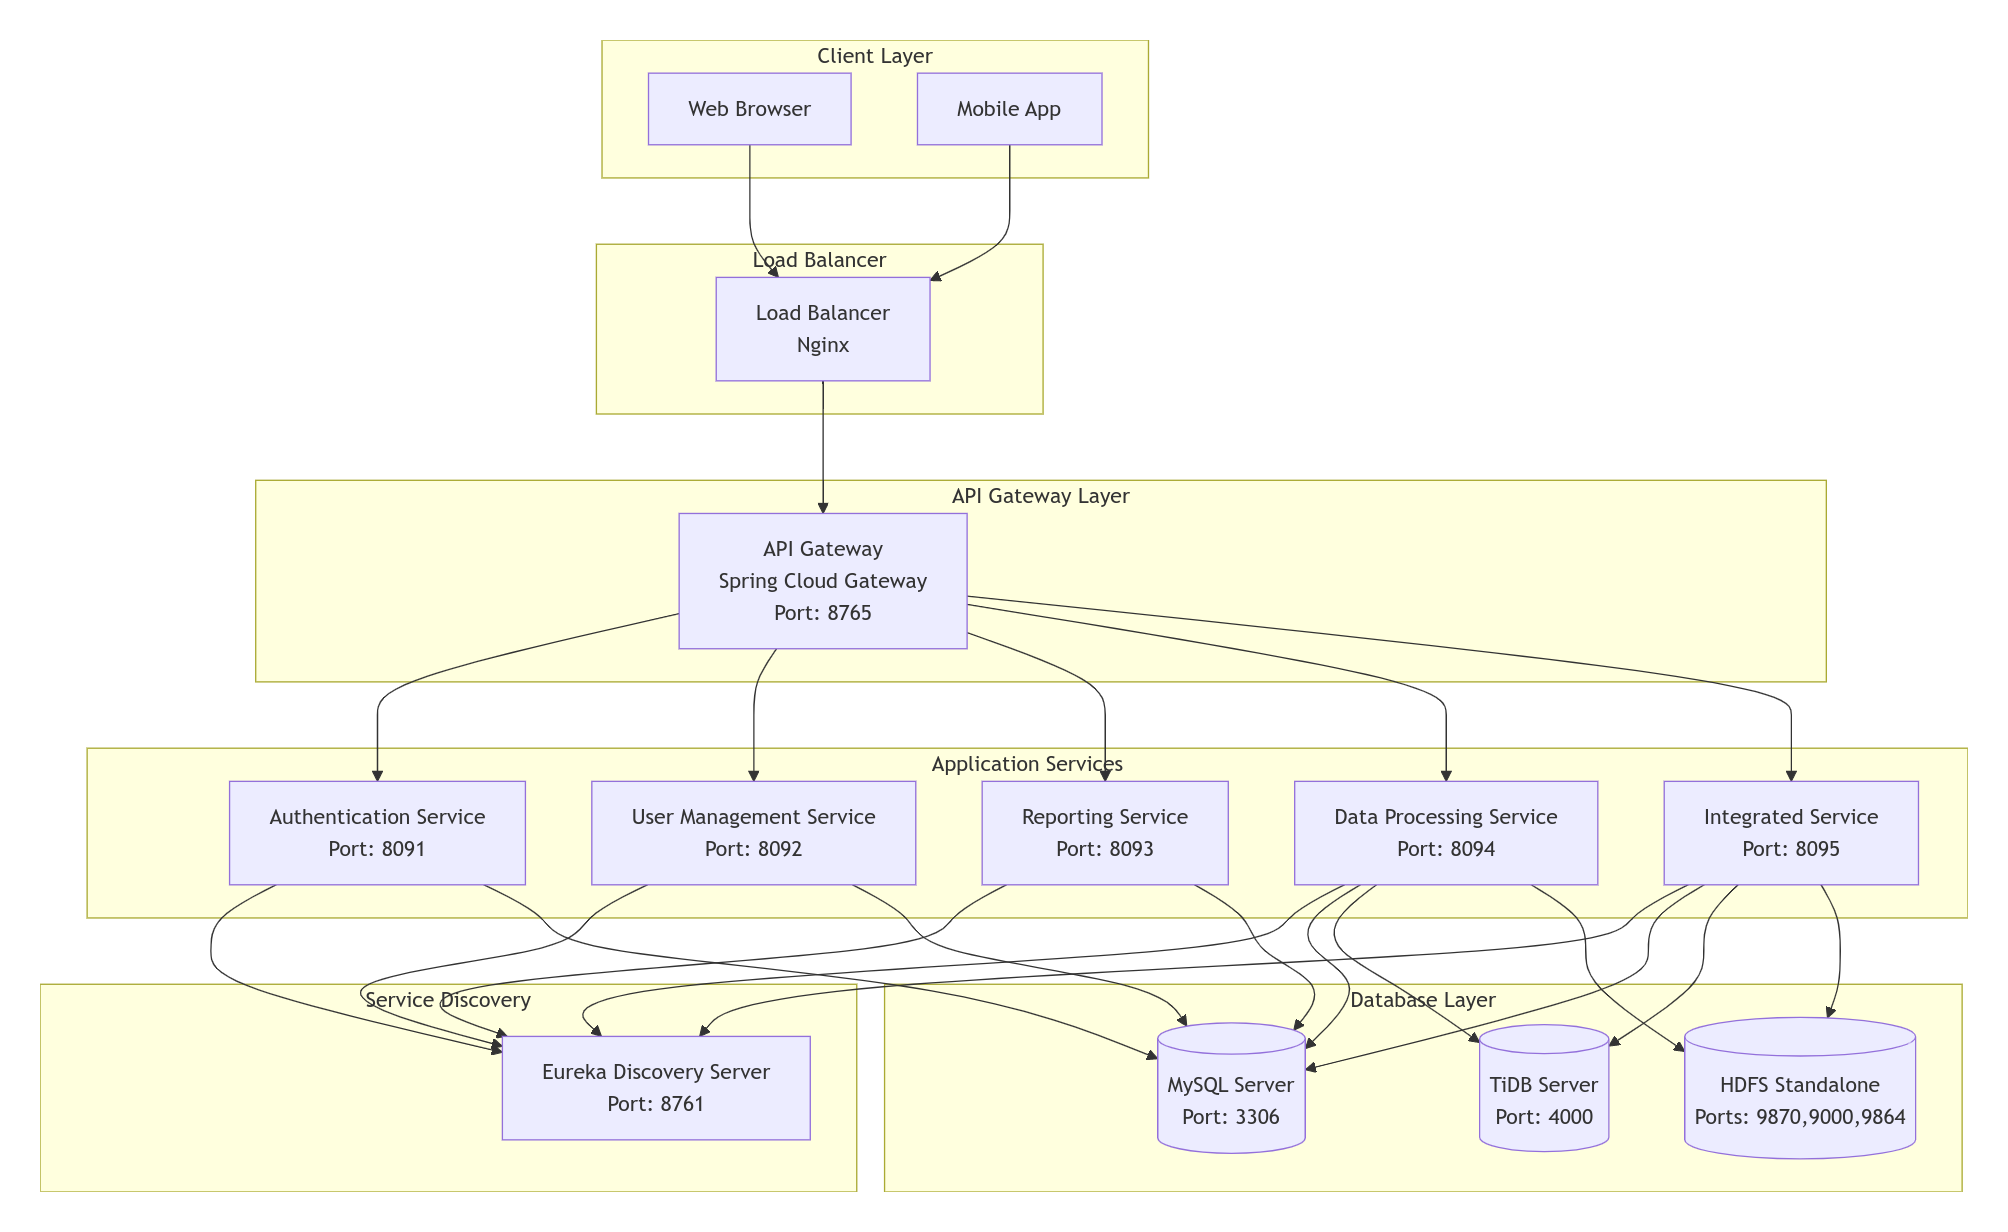 Client Layer
Web Browser
Mobile App
Load Balancer
Load Balancer
Nginx
API Gateway Layer
API Gateway
Spring Cloud Gateway
Port: 8765
Application Services
Authentication Service
Port: 8091
User Management Service
Port: 8092
Reporting Service
Port: 8093
Data Processing Service
Port: 8094
Integrated Service
Port: 8095
Service Discovery
Eureka Discovery Server
Port: 8761
Database Layer
MySQL Server
Port: 3306
TiDB Server
Port: 4000
HDFS Standalone
Ports: 9870,9000,9864